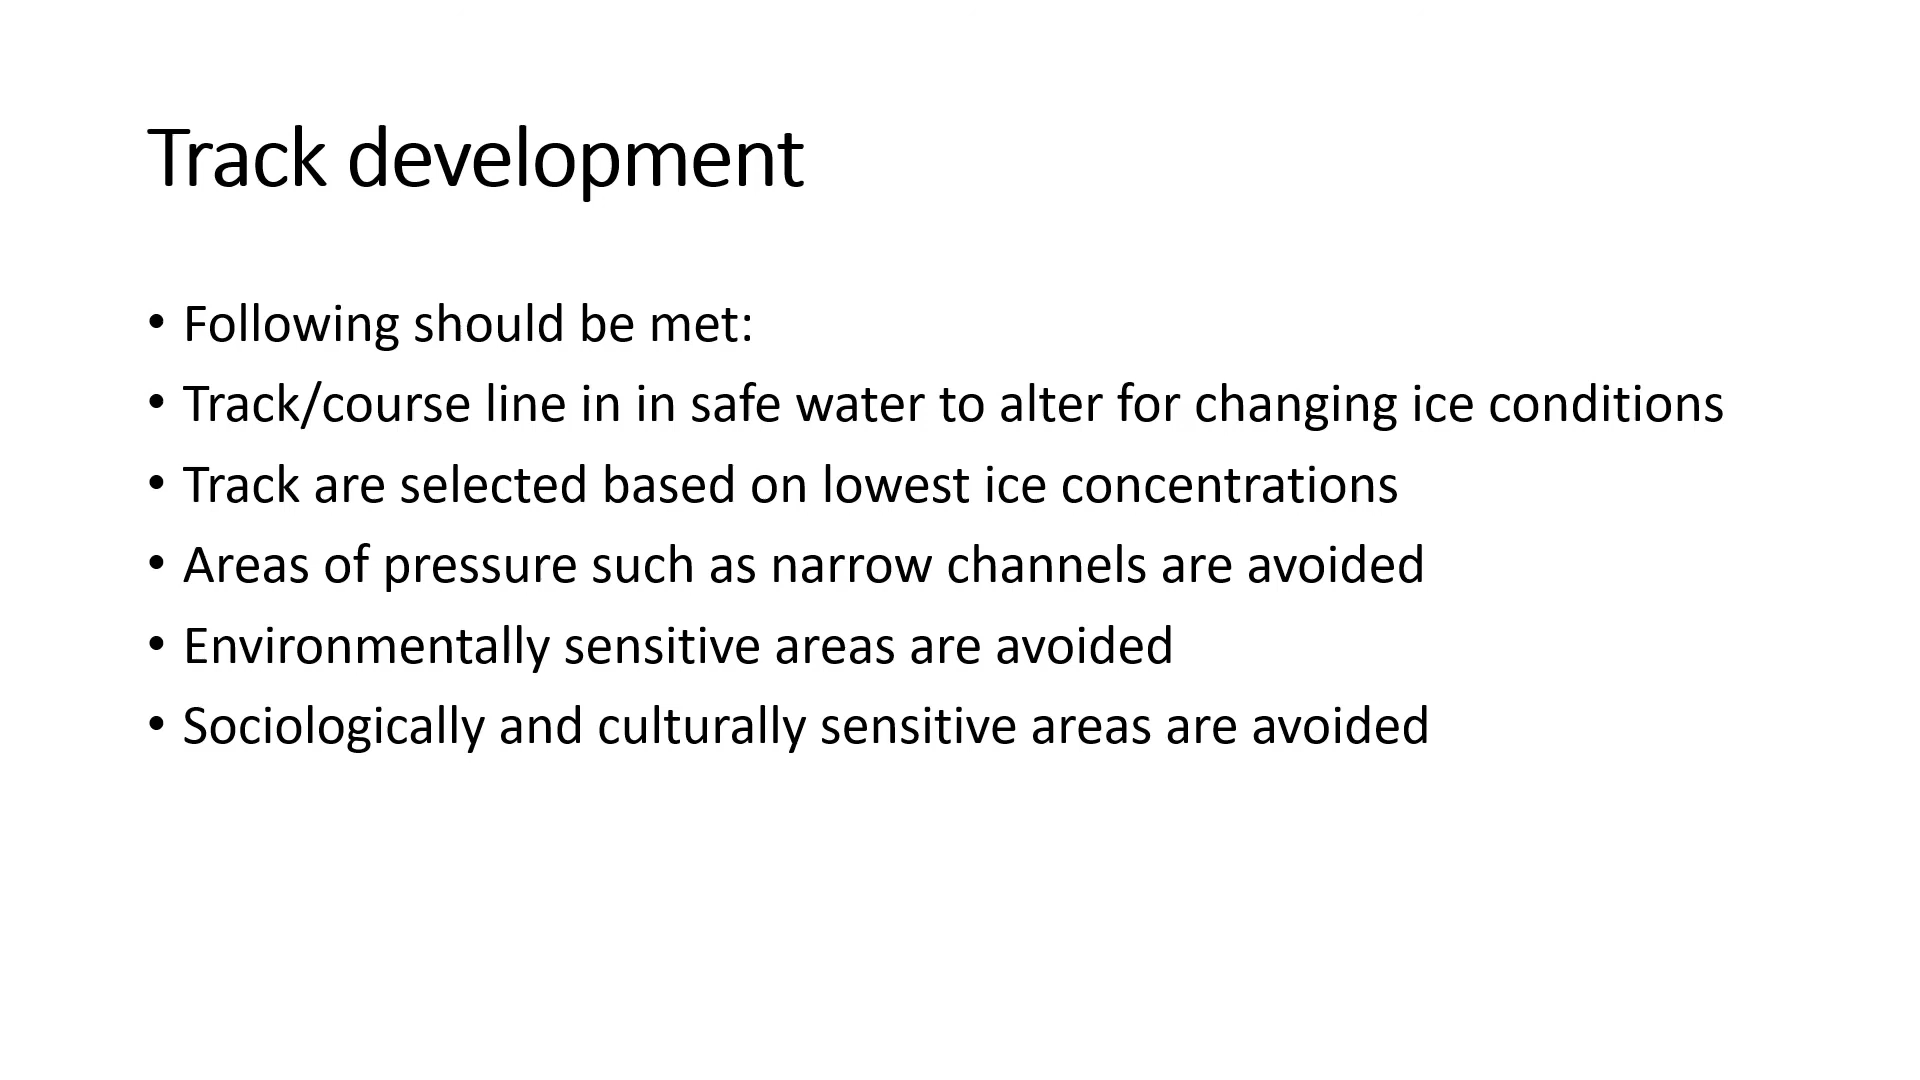 Track development
• Following should be met:
• Track/course line in in safe water to alter for changing ice conditions
• Track are selected based on lowest ice concentrations
• Areas of pressure such as narrow channels are avoided
• Environmentally sensitive areas are avoided
• Sociologically and culturally sensitive areas are avoided